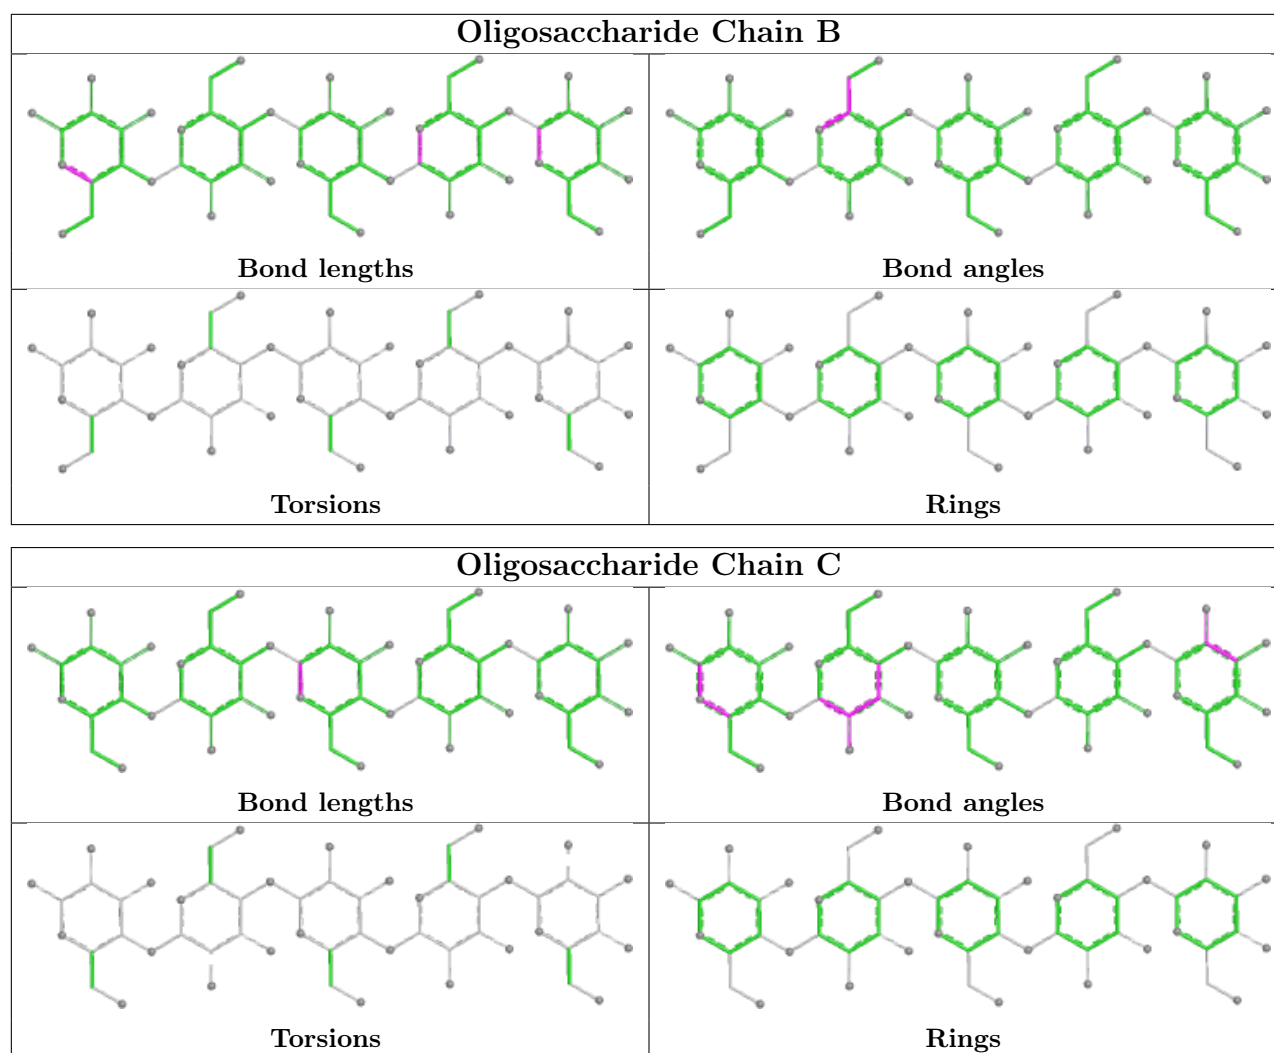 Oligosaccharide Chain B
Bond lengths
Bond angles
Torsions
Rings
Oligosaccharide Chain C
Bond lengths
Bond angles
Torsions
Rings